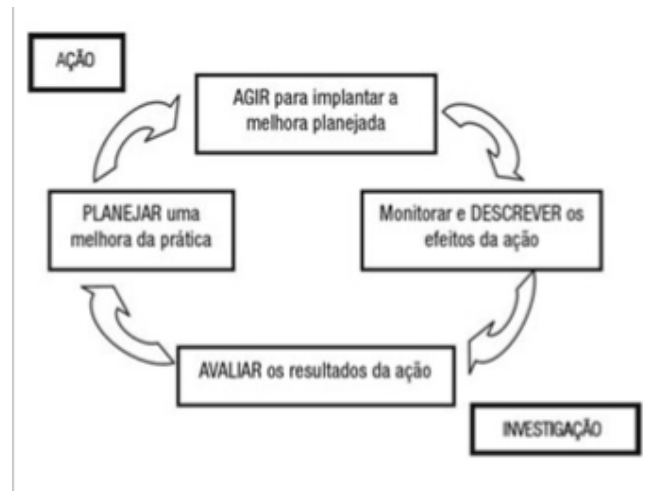 AÇÃO
AGIR para implantar a
melhora planejada
PLANEJAR uma
melhora da prática
Monitorar e DESCREVER os
efeitos da ação
AVALIAR os resultados da ação
INVESTIGAÇÃO